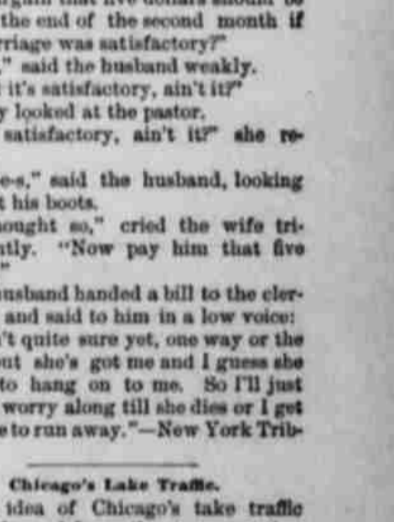 that five dollars should be
the end of the second month if
rriage was satisfactory?"
," said the husband weakly.
it's satisfactory, ain't it?"
y looked at the pastor.
satisfactory, ain't it?" she re-
e-s," said the husband, looking
t his boots.
ought so," cried the wife tri-
ntly. "Now pay him that five
"
usband handed a bill to the cler-
and said to him in a low voice:
't quite sure yet, one way or the
out she's got me and I guess she
to hang on to me. So I'll just
worry along till she dies or I get
e to run away."—New York Trib-
Chicago's Lake Traffic.
idea of Chicago's take traffic